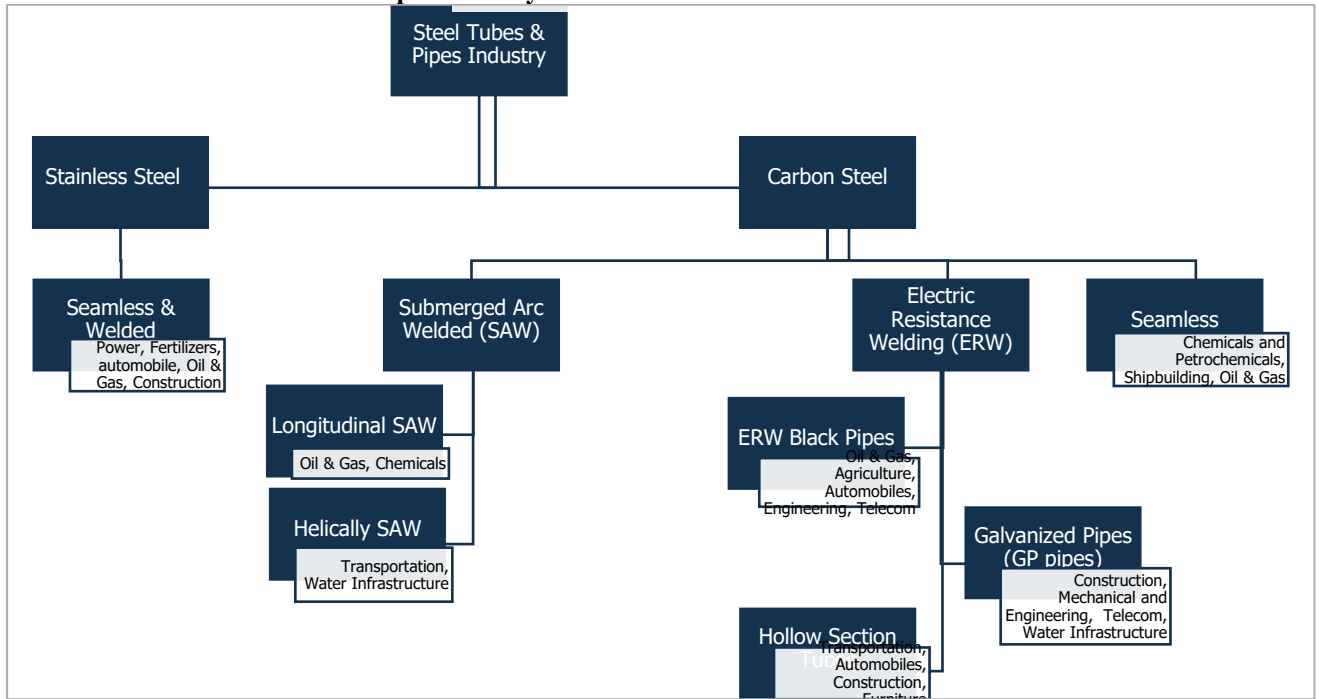 Steel Tubes &
Pipes Industry
Stainless Steel
Carbon Steel
Seamless &
Welded
Power, Fertilizers,
automobile, Oil &
Gas, Construction
Submerged Arc
Welded (SAW)
Electric
Resistance
Welding (ERW)
Seamless
Chemicals and
Petrochemicals,
Shipbuilding, Oil & Gas
Longitudinal SAW
Oil & Gas, Chemicals
ERW Black Pipes
Oil & Gas,
Agriculture,
Automobiles,
Engineering, Telecom
Helically SAW
Transportation,
Water Infrastructure
Galvanized Pipes
(GP pipes)
Construction,
Mechanical and
Engineering, Telecom,
Water Infrastructure
Hollow Section
Transportation,
Automobiles,
Construction,
Furniture